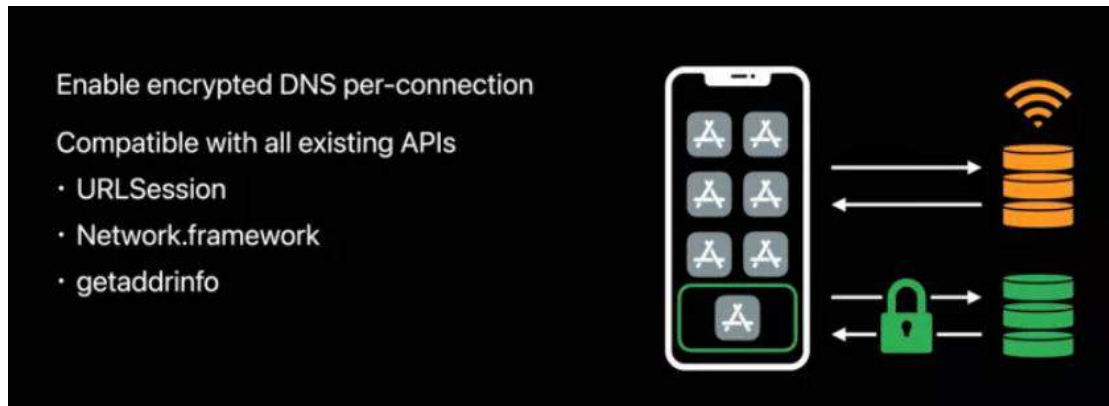 Enable encrypted DNS per-connection
Compatible with all existing APIs
· URLSession
· Network.framework
· getaddrinfo